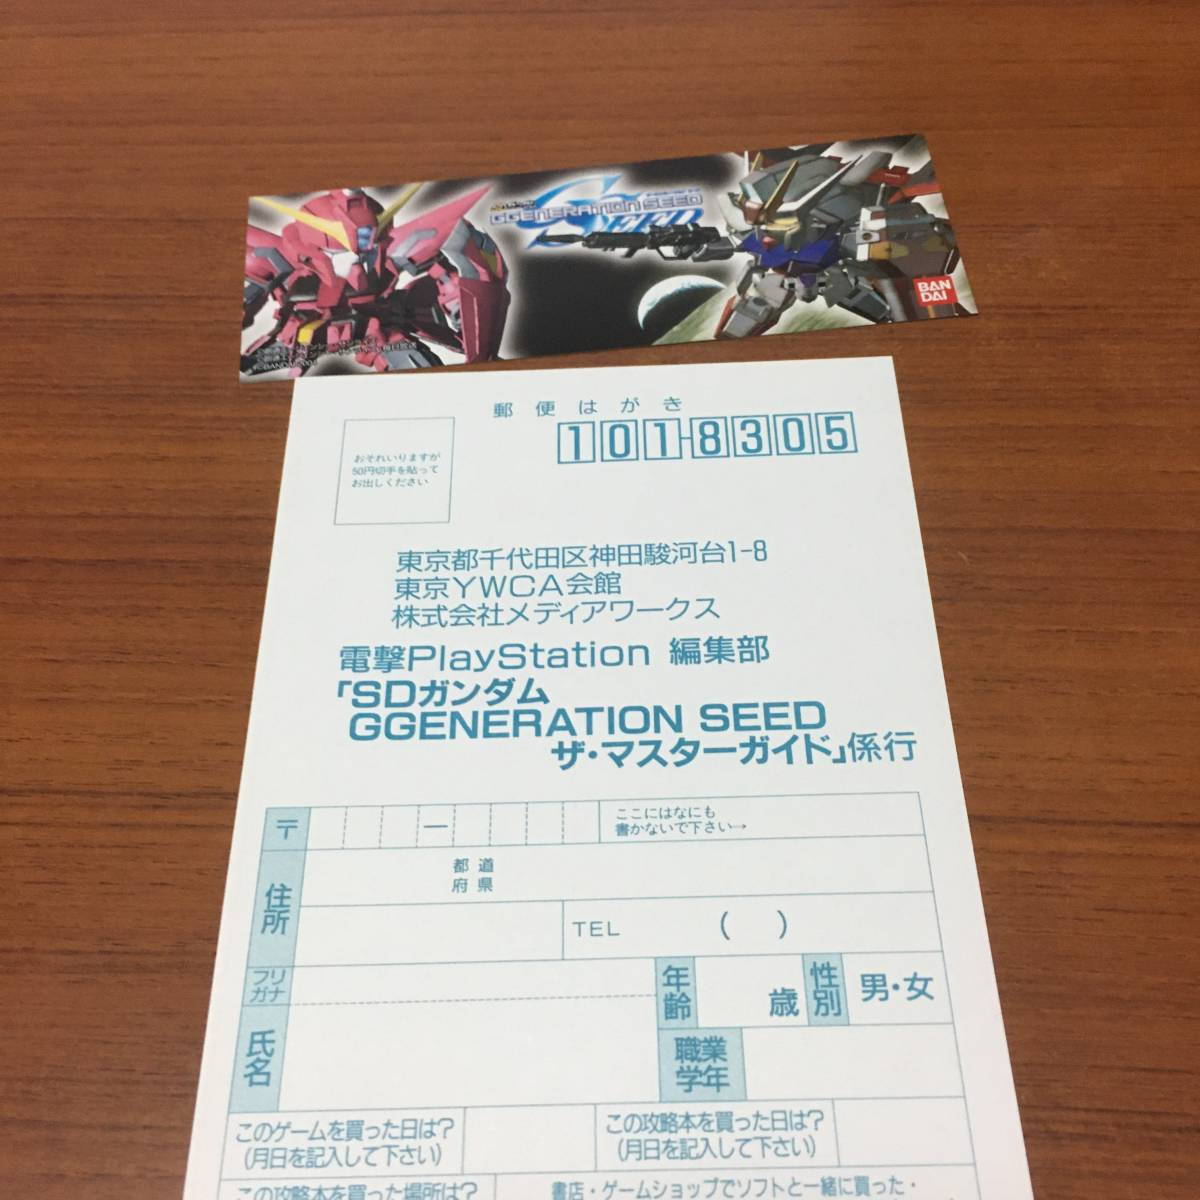 GGENERATION SEED
SEED
BAN
DAI
郵便はがき
101-8305
おそれいりますが
50円切手を貼って
お出しください
東京都千代田区神田駿河台1-8
東京YWCA会館
株式会社メディアワークス
電撃PlayStation 編集部
「SDガンダム
GGENERATION SEED
ザ・マスターガイド」係行
〒 —
ここにはなにも
書かないで下さい→
住所
都道
府県
TEL ( )
フリ
ガナ
年齢
歳
性別
男・女
氏名
職業
学年
このゲームを買った日は?
(月日を記入して下さい)
この攻略本を買った日は?
(月日を記入して下さい)
この攻略本を買った場所は?
書店・ゲームショップでソフトと一緒に買った・